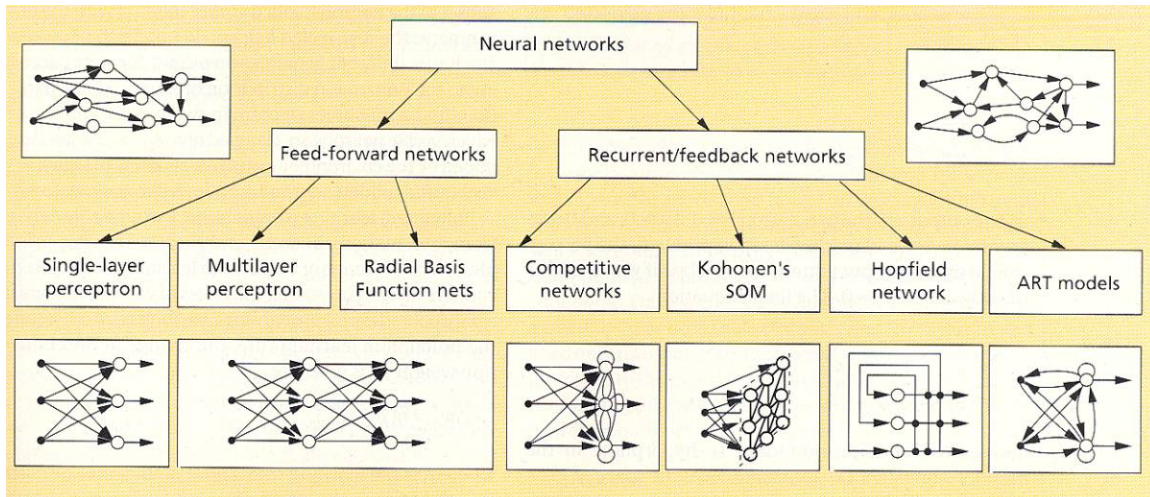 Neural networks
Feed-forward networks
Recurrent/feedback networks
Single-layer
perceptron
Multilayer
perceptron
Radial Basis
Function nets
Competitive
networks
Kohonen's
SOM
Hopfield
network
ART models